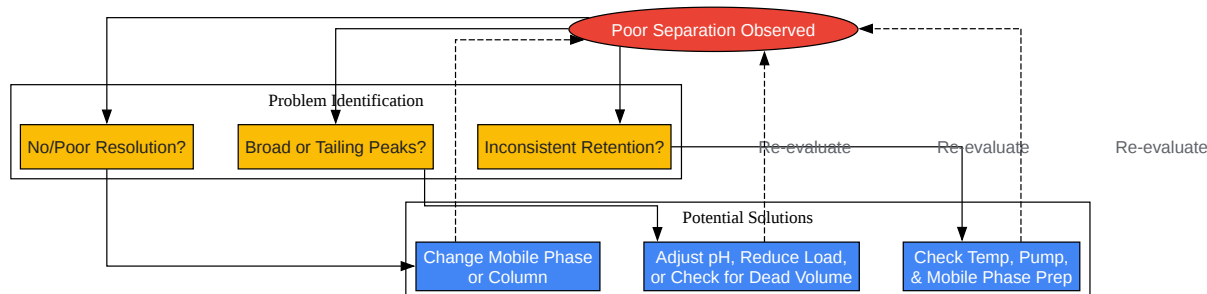 Poor Separation Observed
Problem Identification
No/Poor Resolution?
Broad or Tailing Peaks?
Inconsistent Retention?
Re-evaluate
Re-evaluate
Re-evaluate
Potential Solutions
Change Mobile Phase
or Column
Adjust pH, Reduce Load,
or Check for Dead Volume
Check Temp, Pump,
& Mobile Phase Prep